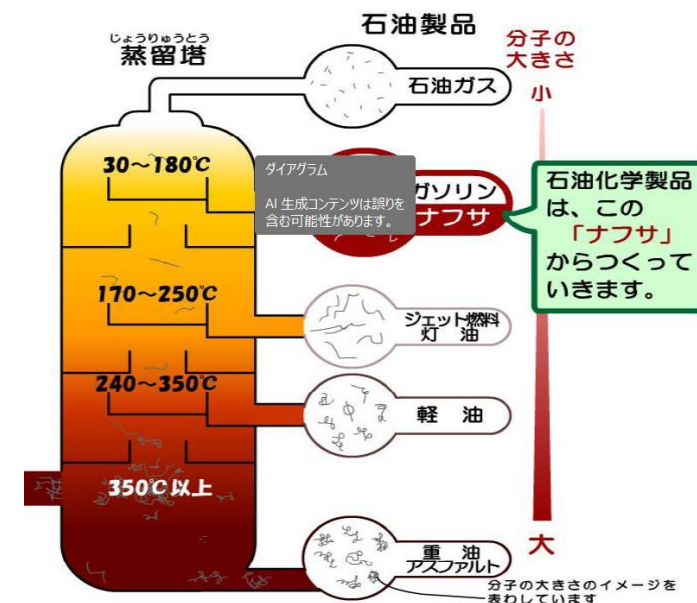 じょうりゅうとう
蒸留塔
石油製品
分子の
大きさ
小
石油ガス
30～180℃
ダイアグラム
AI 生成コンテンツは誤りを
含む可能性があります。
ガソリン
ナフサ
石油化学製品
は、この
「ナフサ」
からつくって
いきます。
170～250℃
ジェット燃料
灯油
240～350℃
軽油
350℃以上
大
重油
アスファルト
分子の大きさのイメージを
表わしています